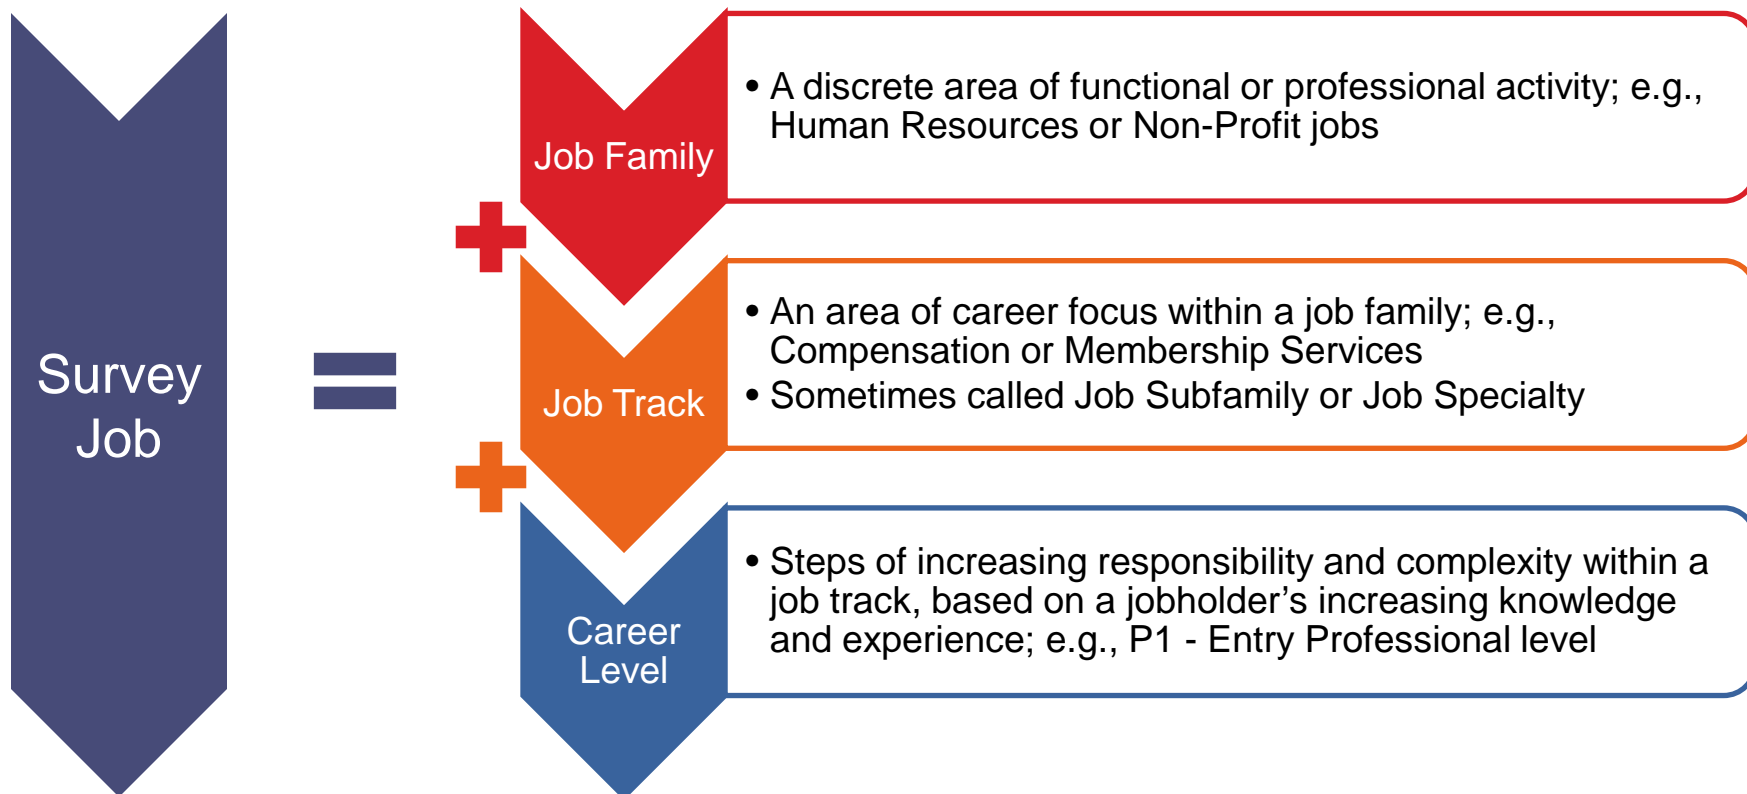 Survey
Job
Job Family
• A discrete area of functional or professional activity; e.g.,
Human Resources or Non-Profit jobs
Job Track
• An area of career focus within a job family; e.g.,
Compensation or Membership Services
• Sometimes called Job Subfamily or Job Specialty
Career
Level
• Steps of increasing responsibility and complexity within a
job track, based on a jobholder’s increasing knowledge
and experience; e.g., P1 - Entry Professional level